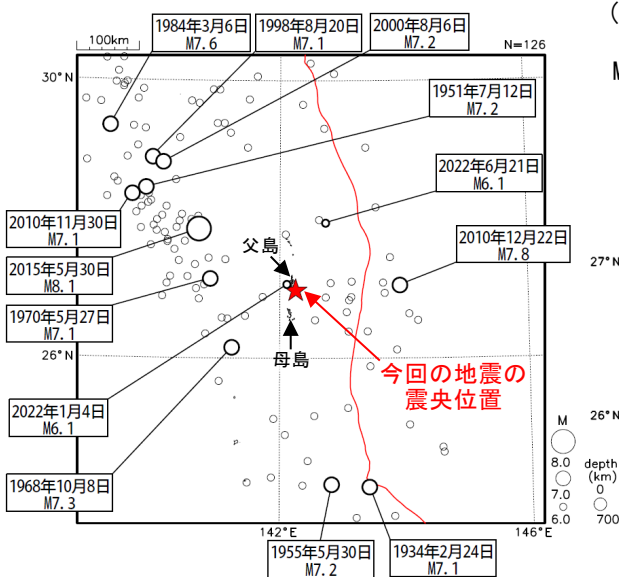 (
M
1984年3月6日
M7.6
1998年8月20日
M7.1
2000年8月6日
M7.2
100km
N=126
30°N
1951年7月12日
M7.2
2022年6月21日
M6.1
2010年11月30日
M7.1
2010年12月22日
M7.8
2015年5月30日
M8.1
父島
27°N
1970年5月27日
M7.1
母島
26°N
今回の地震の
震央位置
2022年1月4日
M6.1
26°N
M
8.0
7.0
6.0
depth
(km)
0
700
1968年10月8日
M7.3
142°E
146°E
1955年5月30日
M7.2
1934年2月24日
M7.1